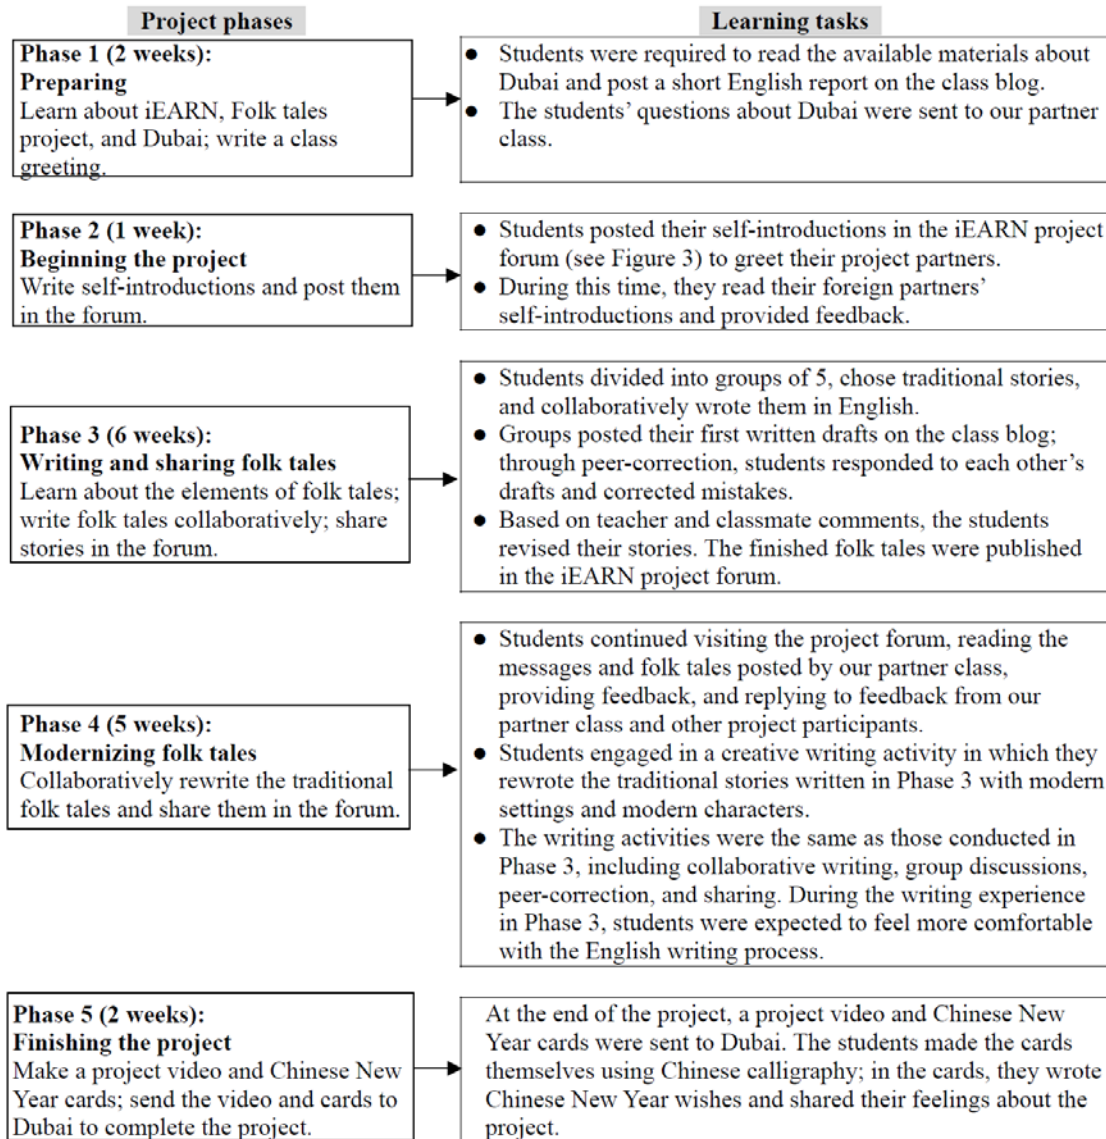 Project phases
Learning tasks
Phase 1 (2 weeks):
Preparing
Learn about iEARN, Folk tales
project, and Dubai; write a class
greeting.
● Students were required to read the available materials about
Dubai and post a short English report on the class blog.
● The students’ questions about Dubai were sent to our partner
class.
Phase 2 (1 week):
Beginning the project
Write self-introductions and post them
in the forum.
● Students posted their self-introductions in the iEARN project
forum (see Figure 3) to greet their project partners.
● During this time, they read their foreign partners’
self-introductions and provided feedback.
Phase 3 (6 weeks):
Writing and sharing folk tales
Learn about the elements of folk tales;
write folk tales collaboratively; share
stories in the forum.
● Students divided into groups of 5, chose traditional stories,
and collaboratively wrote them in English.
● Groups posted their first written drafts on the class blog;
through peer-correction, students responded to each other’s
drafts and corrected mistakes.
● Based on teacher and classmate comments, the students
revised their stories. The finished folk tales were published
in the iEARN project forum.
Phase 4 (5 weeks):
Modernizing folk tales
Collaboratively rewrite the traditional
folk tales and share them in the forum.
● Students continued visiting the project forum, reading the
messages and folk tales posted by our partner class,
providing feedback, and replying to feedback from our
partner class and other project participants.
● Students engaged in a creative writing activity in which they
rewrote the traditional stories written in Phase 3 with modern
settings and modern characters.
● The writing activities were the same as those conducted in
Phase 3, including collaborative writing, group discussions,
peer-correction, and sharing. During the writing experience
in Phase 3, students were expected to feel more comfortable
with the English writing process.
Phase 5 (2 weeks):
Finishing the project
Make a project video and Chinese New
Year cards; send the video and cards to
Dubai to complete the project.
At the end of the project, a project video and Chinese New
Year cards were sent to Dubai. The students made the cards
themselves using Chinese calligraphy; in the cards, they wrote
Chinese New Year wishes and shared their feelings about the
project.